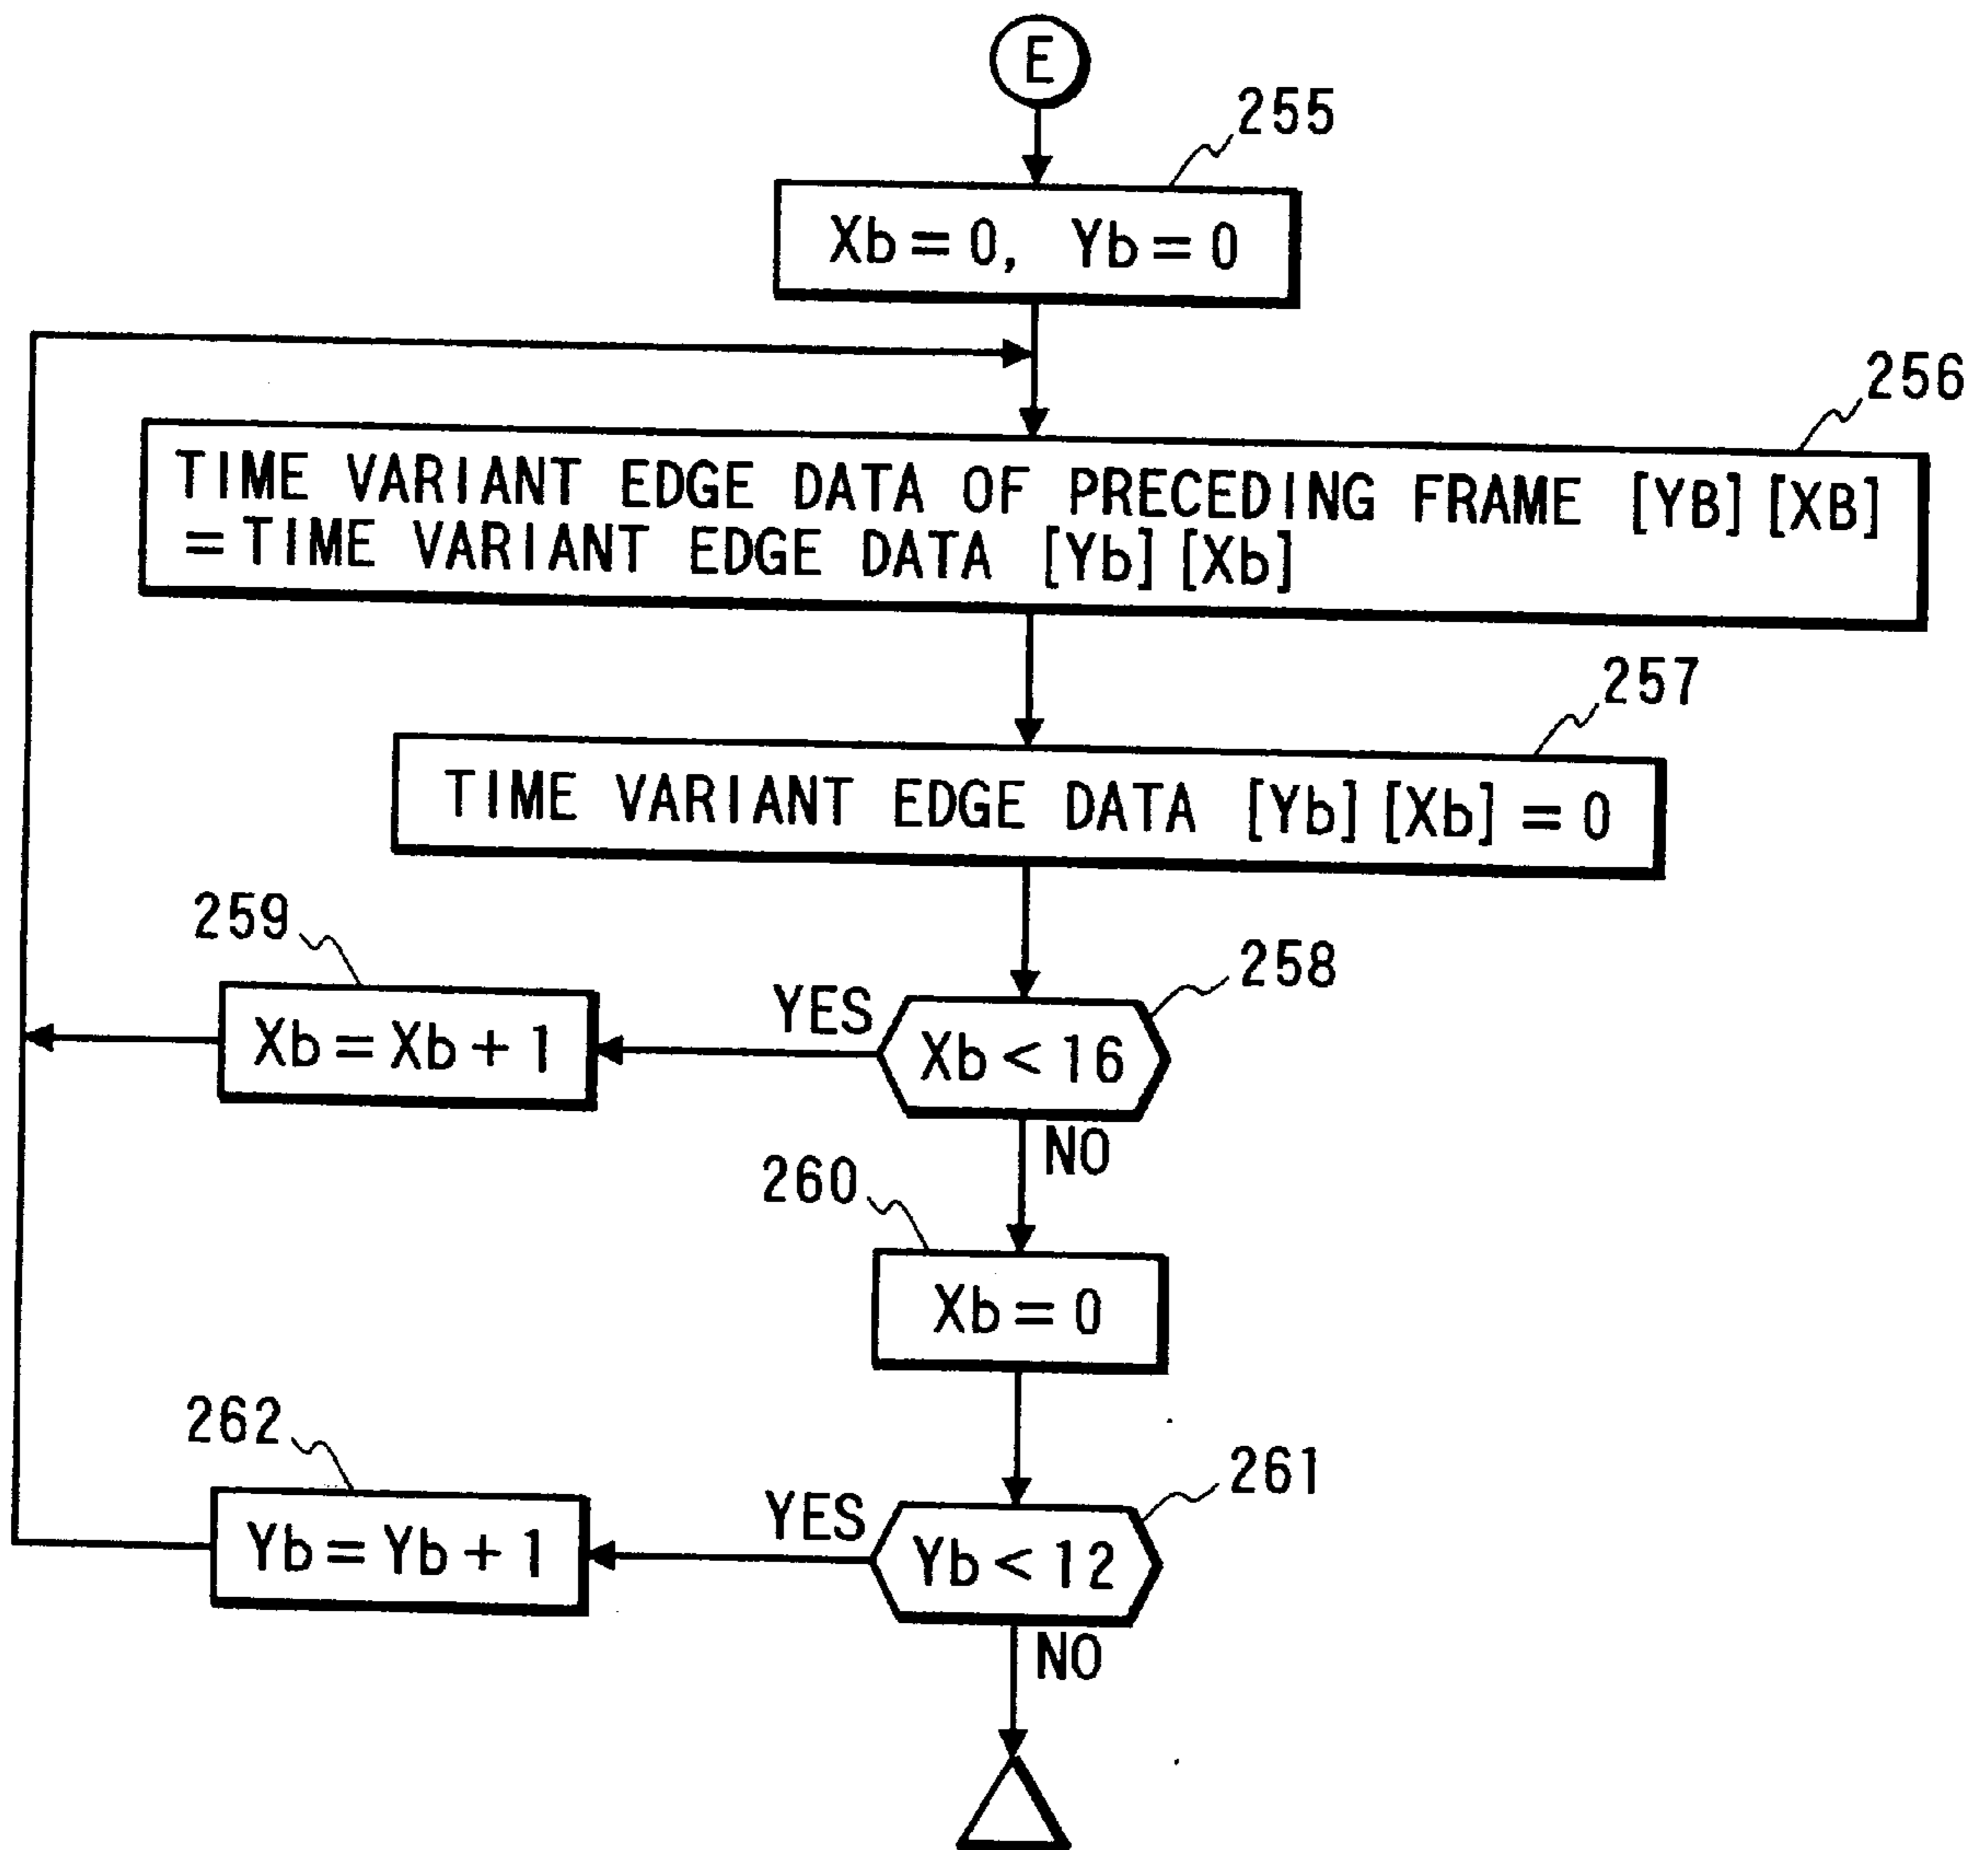 E
255
Xb=0, Yb=0
256
TIME VARIANT EDGE DATA OF PRECEDING FRAME [YB][XB]
=TIME VARIANT EDGE DATA [Yb][Xb]
257
TIME VARIANT EDGE DATA [Yb][Xb]=0
259
258
YES
Xb=Xb+1
Xb<16
NO
260
Xb=0
262
261
YES
Yb=Yb+1
Yb<12
NO